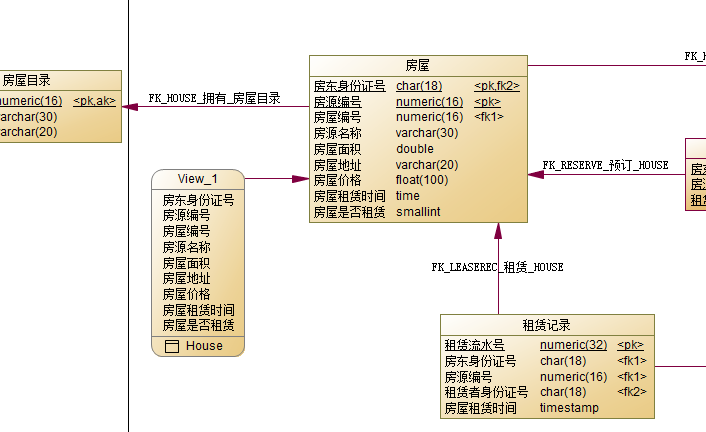 FK_H
房屋
房东身份证号 char(18) <pk,fk2>
房源编号 numeric(16) <pk>
房屋编号 numeric(16) <fk1>
房源名称 varchar(30)
房屋面积 double
房屋地址 varchar(20)
房屋价格 float(100)
房屋租赁时间 time
房屋是否租赁 smallint
房屋目录
umeric(16) <pk,ak>
varchar(30)
varchar(20)
FK_HOUSE_拥有_房屋目录
View_1
房东身份证号
房源编号
房屋编号
房源名称
房屋面积
房屋地址
房屋价格
房屋租赁时间
房屋是否租赁
House
FK_RESERVE_预订_HOUSE
FK_LEASEREC_租赁_HOUSE
租赁记录
租赁流水号 numeric(32) <pk>
房东身份证号 char(18) <fk1>
房源编号 numeric(16) <fk1>
租赁者身份证号 char(18) <fk2>
房屋租赁时间 timestamp